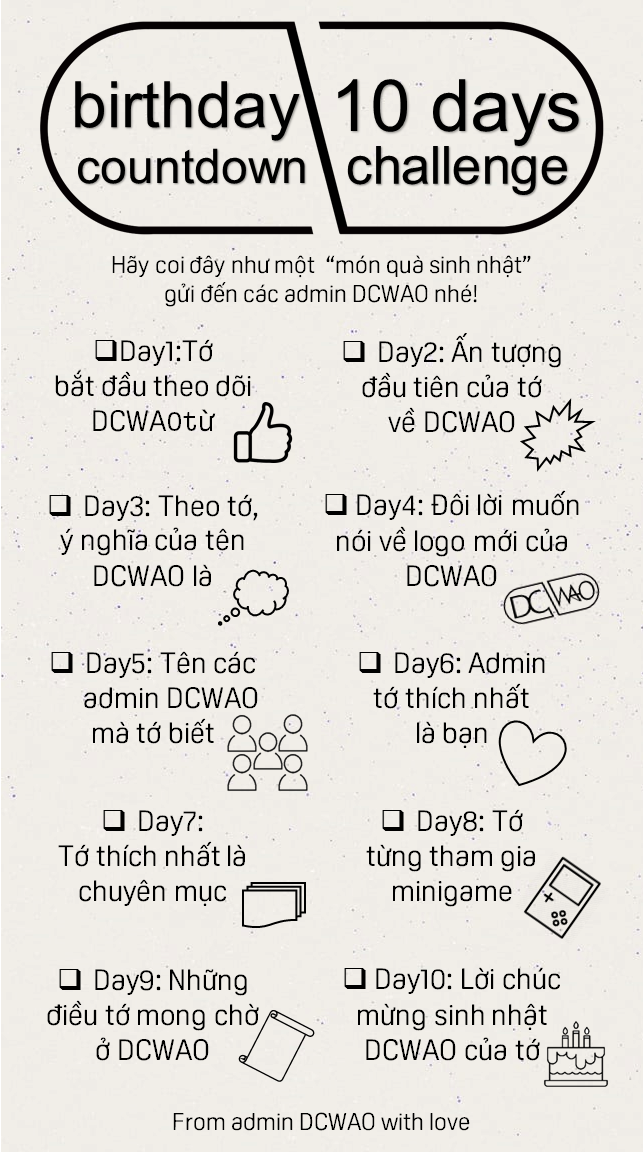 birthday
countdown
10 days
challenge
Hãy coi đây như một “món quà sinh nhật”
gửi đến các admin DCWAO nhé!
Day1:Tớ
bắt đầu theo dõi
DCWAOtừ
Day2: Ấn tượng
đầu tiên của tớ
về DCWAO
Day3: Theo tớ,
ý nghĩa của tên
DCWAO là
Day4: Đôi lời muốn
nói về logo mới của
DCWAO
DC WAO
Day5: Tên các
admin DCWAO
mà tớ biết
Day6: Admin
tớ thích nhất
là bạn
Day7:
Tớ thích nhất là
chuyên mục
Day8: Tớ
từng tham gia
minigame
Day9: Những
điều tớ mong chờ
ở DCWAO
Day10: Lời chúc
mừng sinh nhật
DCWAO của tớ
From admin DCWAO with love